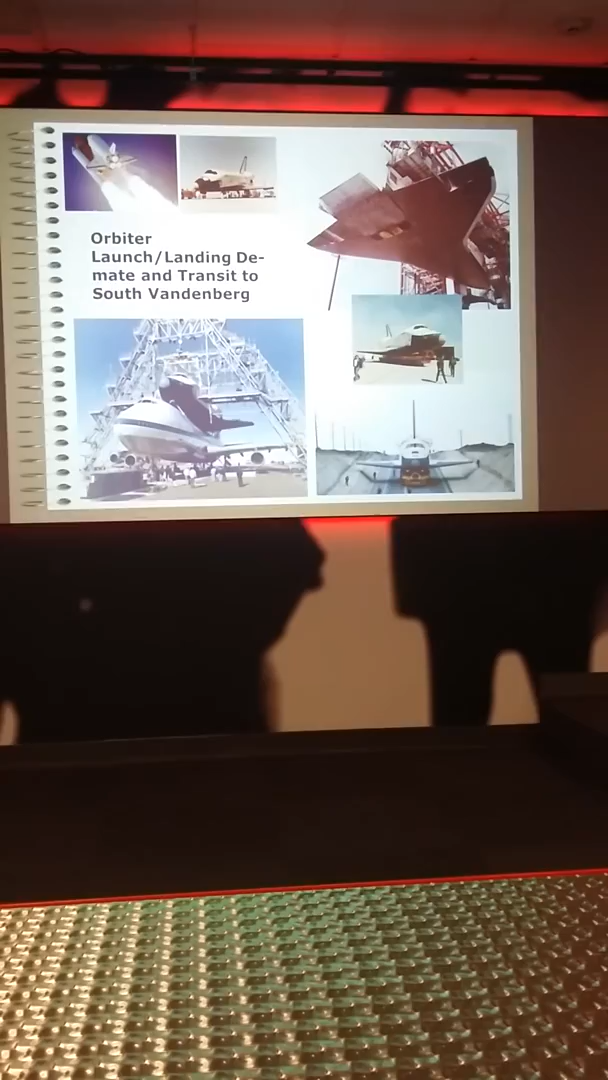 Orbiter
Launch/Landing De-
mate and Transit to
South Vandenberg